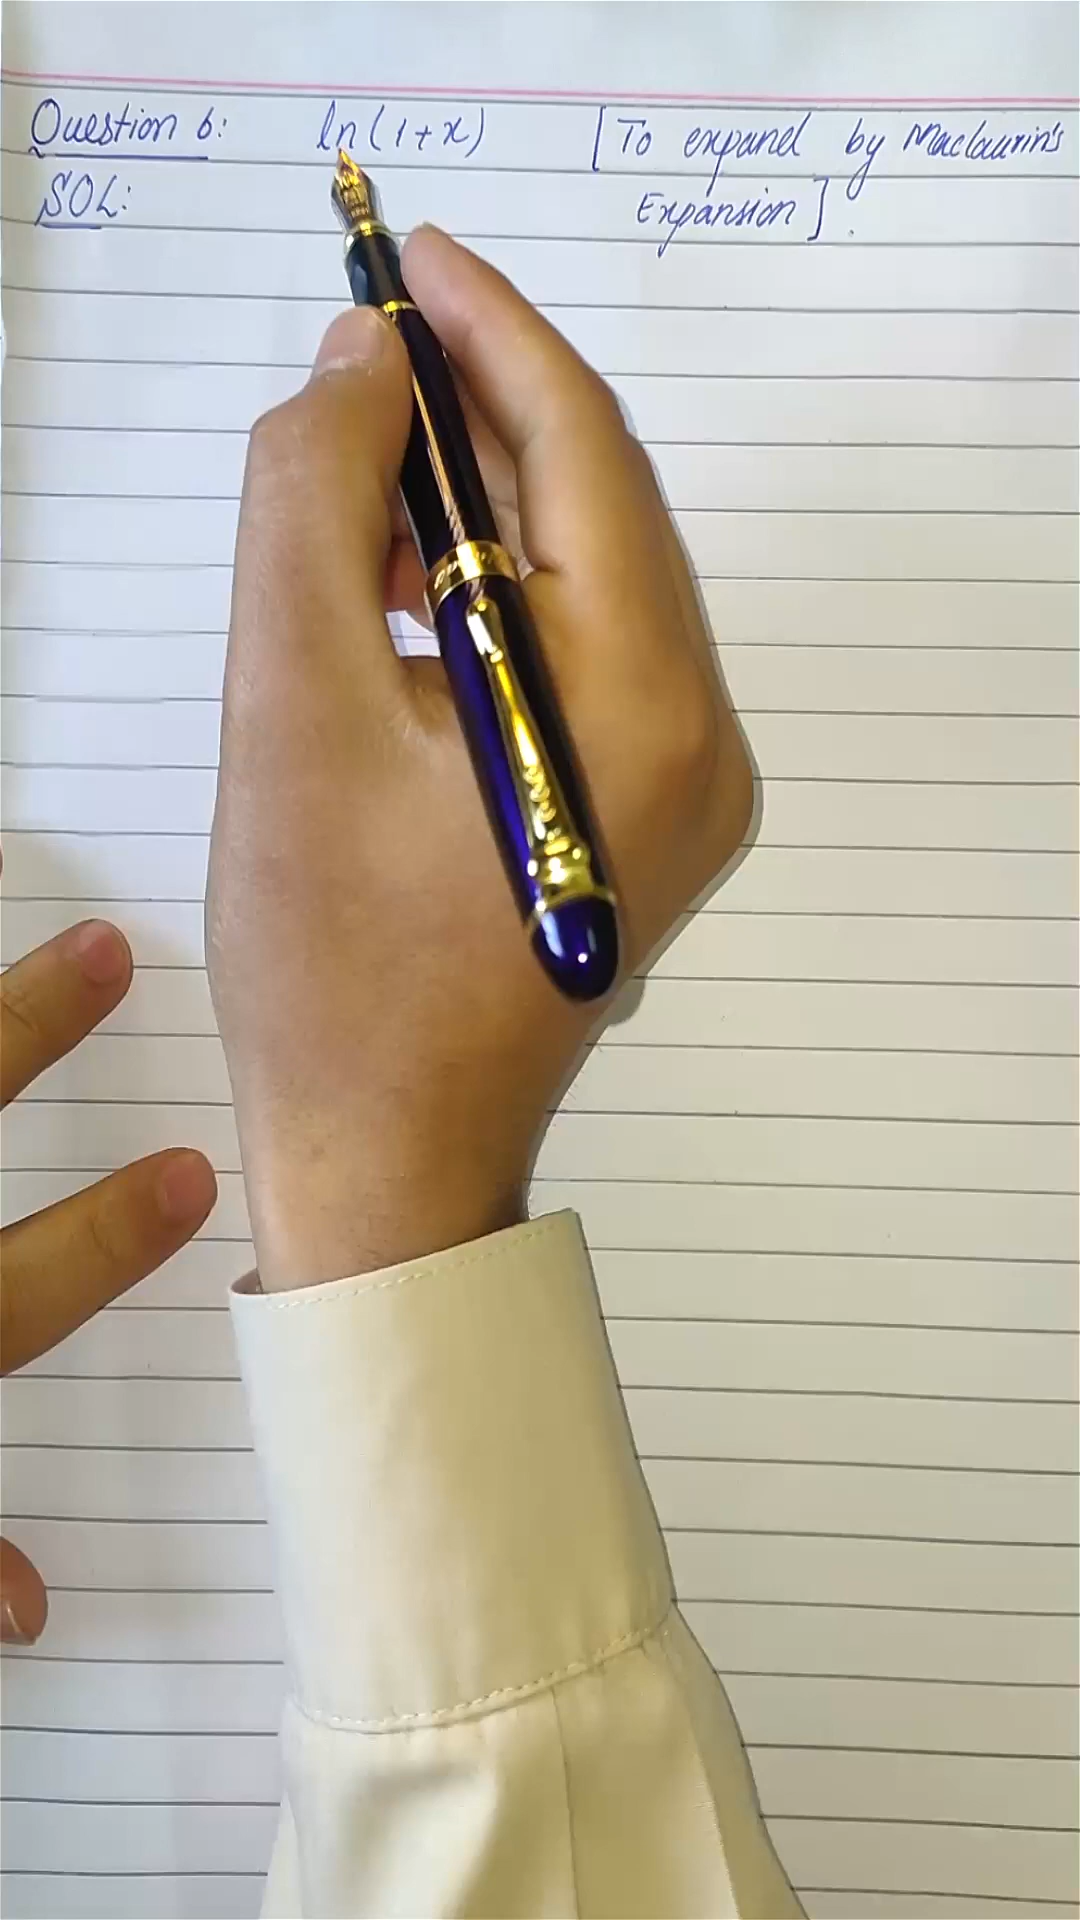 Question 6: ln(1+x) [To expand by Maclaurin's
SOL: Expansion].